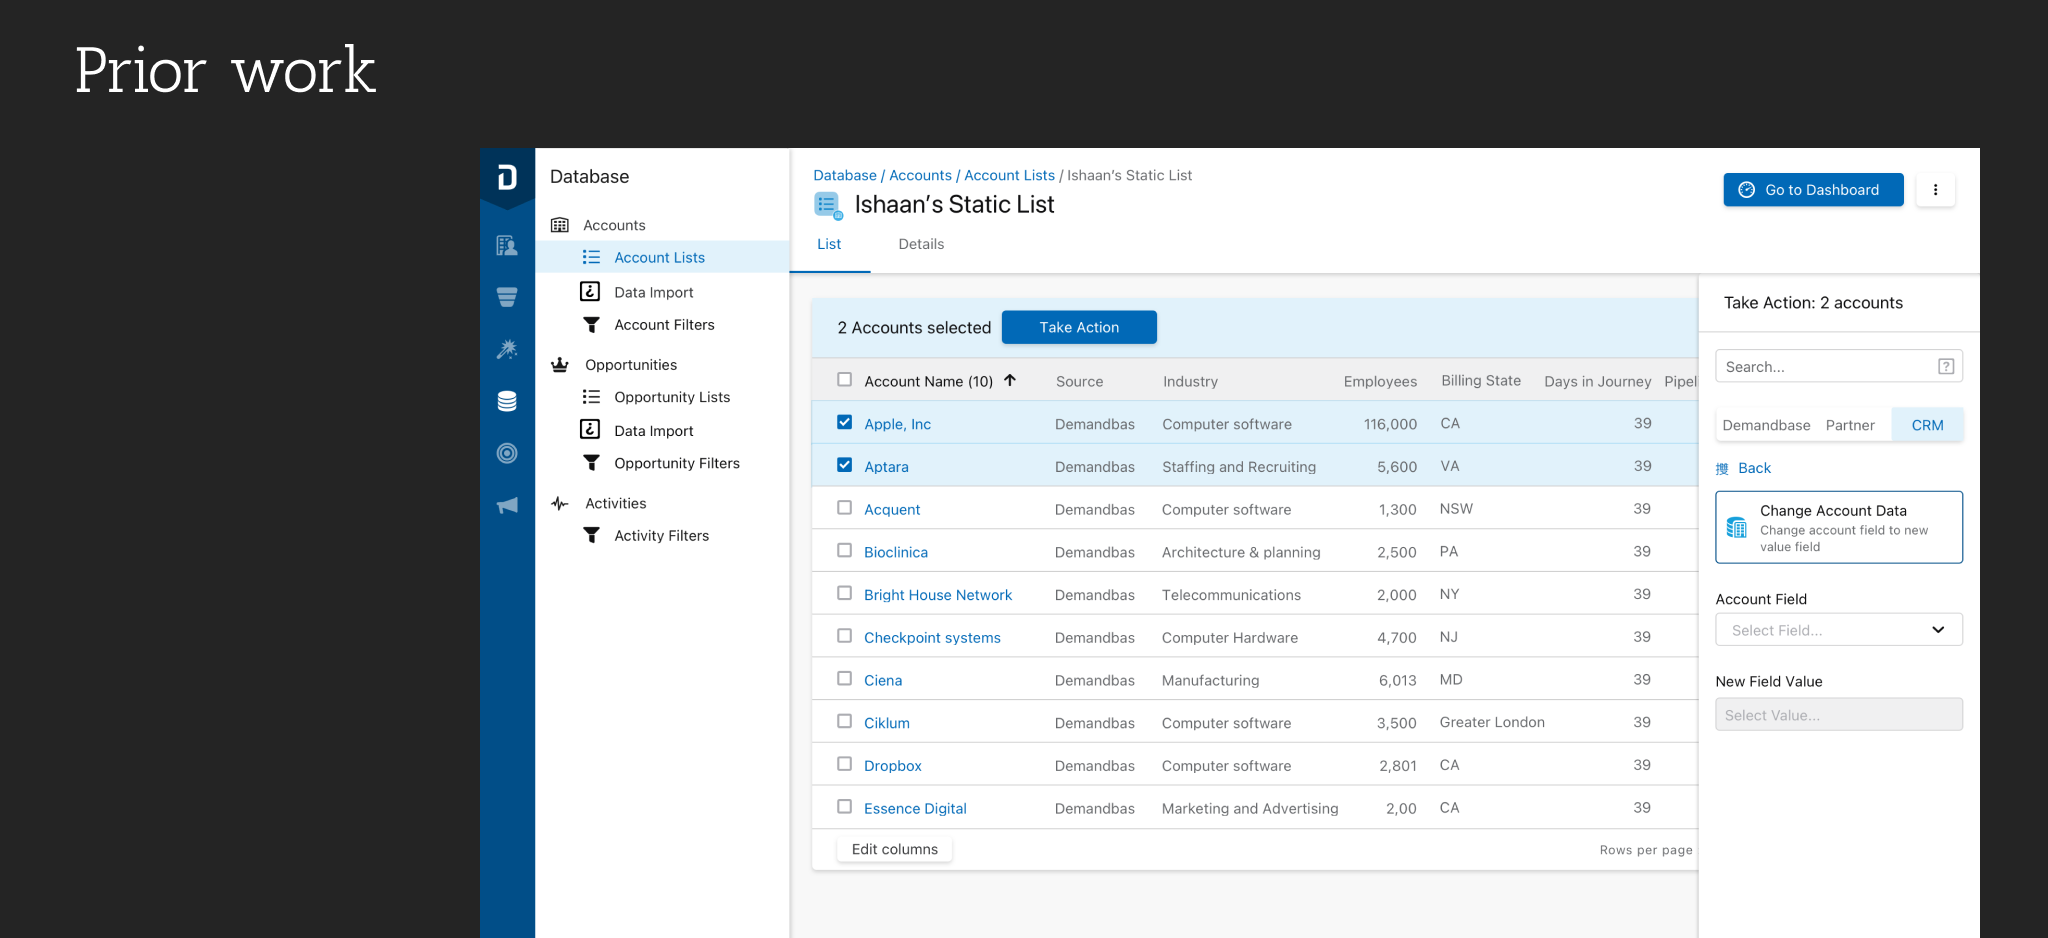 Prior work
Database
Accounts
Account Lists
Data Import
Account Filters
Opportunities
Opportunity Lists
Data Import
Opportunity Filters
Activities
Activity Filters
Database / Accounts / Account Lists / Ishaan's Static List
Ishaan's Static List
Go to Dashboard
List Details
2 Accounts selected Take Action
Account Name (10) Source Industry Employees Billing State Days in Journey Pipel
Apple, Inc Demandbas Computer software 116,000 CA 39
Aptara Demandbas Staffing and Recruiting 5,600 VA 39
Acquent Demandbas Computer software 1,300 NSW 39
Bioclinica Demandbas Architecture & planning 2,500 PA 39
Bright House Network Demandbas Telecommunications 2,000 NY 39
Checkpoint systems Demandbas Computer Hardware 4,700 NJ 39
Ciena Demandbas Manufacturing 6,013 MD 39
Ciklum Demandbas Computer software 3,500 Greater London 39
Dropbox Demandbas Computer software 2,801 CA 39
Essence Digital Demandbas Marketing and Advertising 2,00 CA 39
Edit columns
Rows per page
Take Action: 2 accounts
Search... ?
Demandbase Partner CRM
Back
Change Account Data
Change account field to new
value field
Account Field
Select Field...
New Field Value
Select Value...